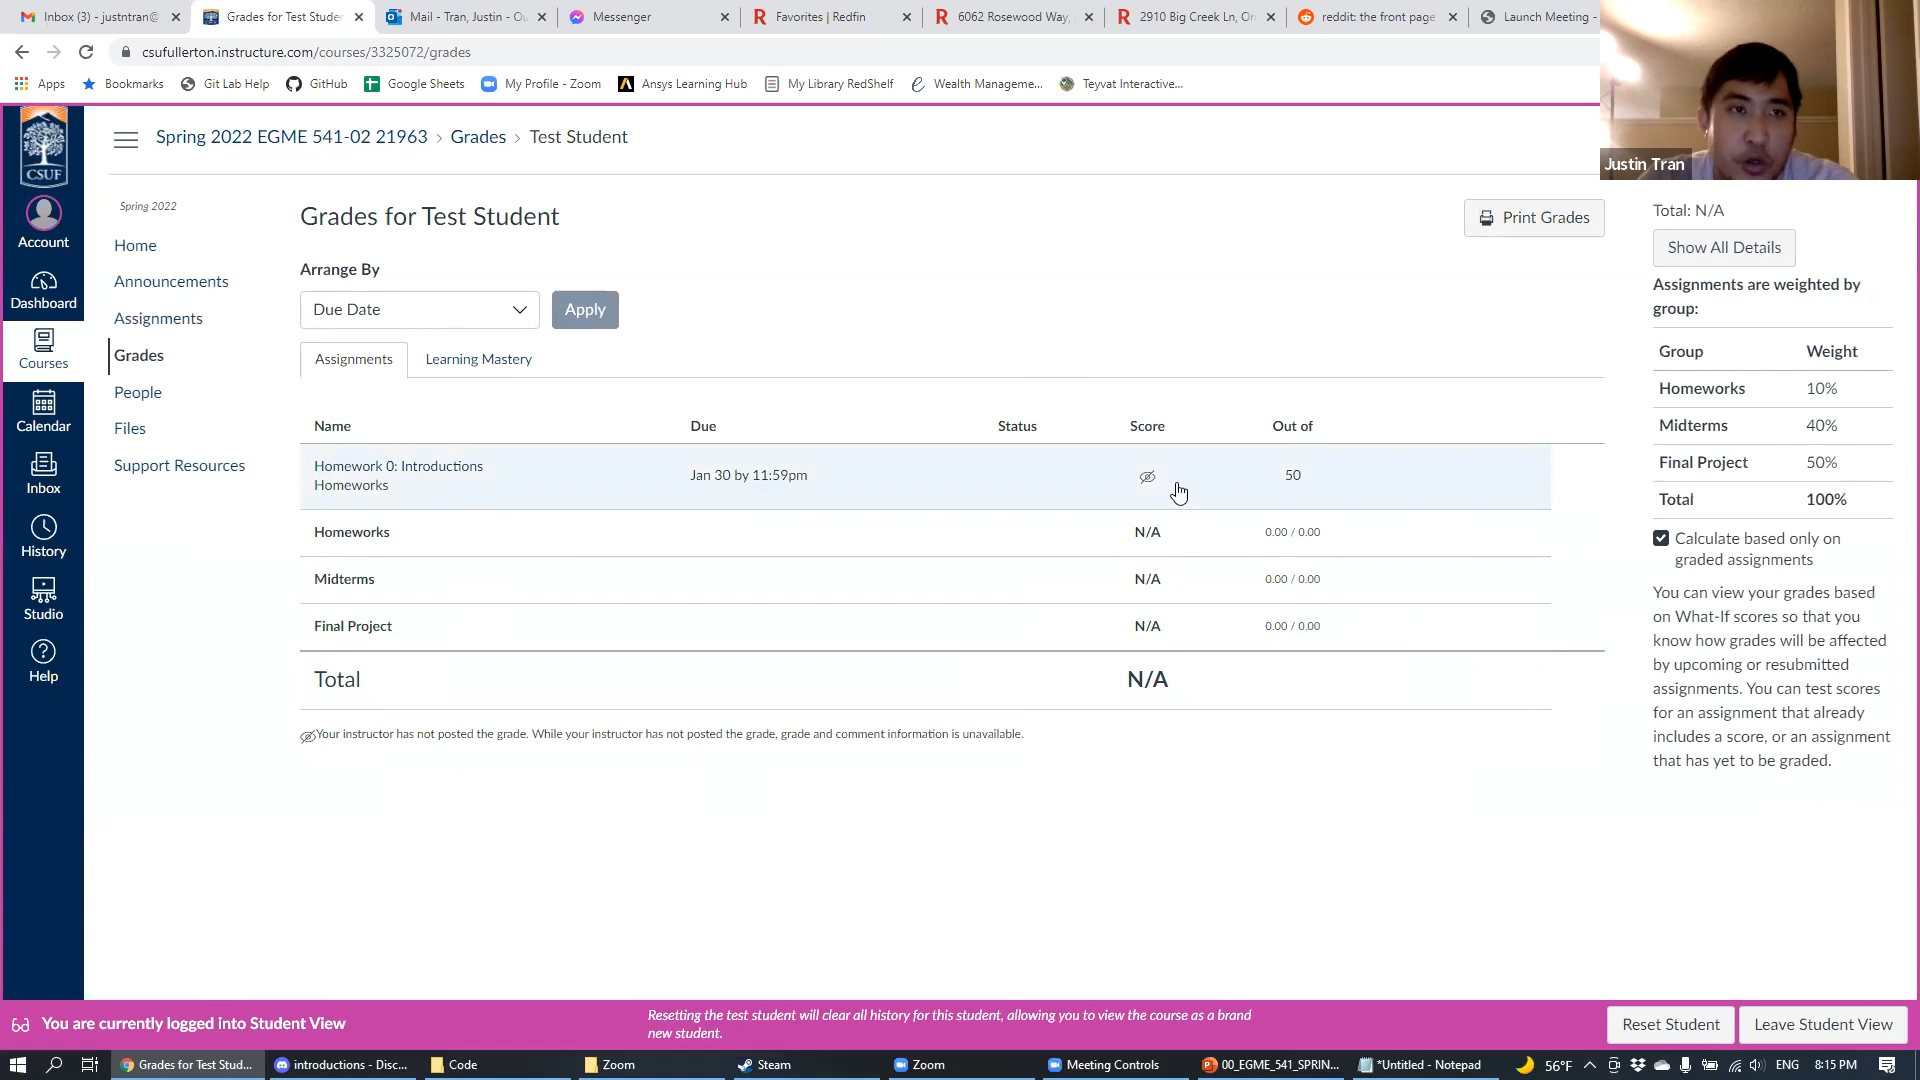 Inbox (3) - justntran@
Grades for Test Studen
Mail - Tran, Justin - Ou
Messenger
Favorites | Redfin
6062 Rosewood Way,
2910 Big Creek Ln, On
reddit: the front page
Launch Meeting -
csufullerton.instructure.com/courses/3325072/grades
Apps
Bookmarks
Git Lab Help
GitHub
Google Sheets
My Profile - Zoom
Ansys Learning Hub
My Library RedShelf
Wealth Manageme...
Teyvat Interactive...
Justin Tran
CSUF
Account
Dashboard
Courses
Calendar
Inbox
History
Studio
Help
Spring 2022 EGME 541-02 21963 > Grades > Test Student
Spring 2022
Home
Announcements
Assignments
Grades
People
Files
Support Resources
Grades for Test Student
Print Grades
Arrange By
Due Date
Apply
Assignments
Learning Mastery
Name Due Status Score Out of
Homework 0: Introductions
Homeworks
Jan 30 by 11:59pm 50
Homeworks N/A 0.00 / 0.00
Midterms N/A 0.00 / 0.00
Final Project N/A 0.00 / 0.00
Total N/A
Your instructor has not posted the grade. While your instructor has not posted the grade, grade and comment information is unavailable.
Total: N/A
Show All Details
Assignments are weighted by
group:
Group Weight
Homeworks 10%
Midterms 40%
Final Project 50%
Total 100%
Calculate based only on
graded assignments
You can view your grades based
on What-If scores so that you
know how grades will be affected
by upcoming or resubmitted
assignments. You can test scores
for an assignment that already
includes a score, or an assignment
that has yet to be graded.
You are currently logged into Student View
Resetting the test student will clear all history for this student, allowing you to view the course as a brand
new student.
Reset Student
Leave Student View
Grades for Test Stud...
introductions - Disc...
Code
Zoom
Steam
Zoom
Meeting Controls
00_EGME_541_SPRIN...
*Untitled - Notepad
56°F
ENG
8:15 PM